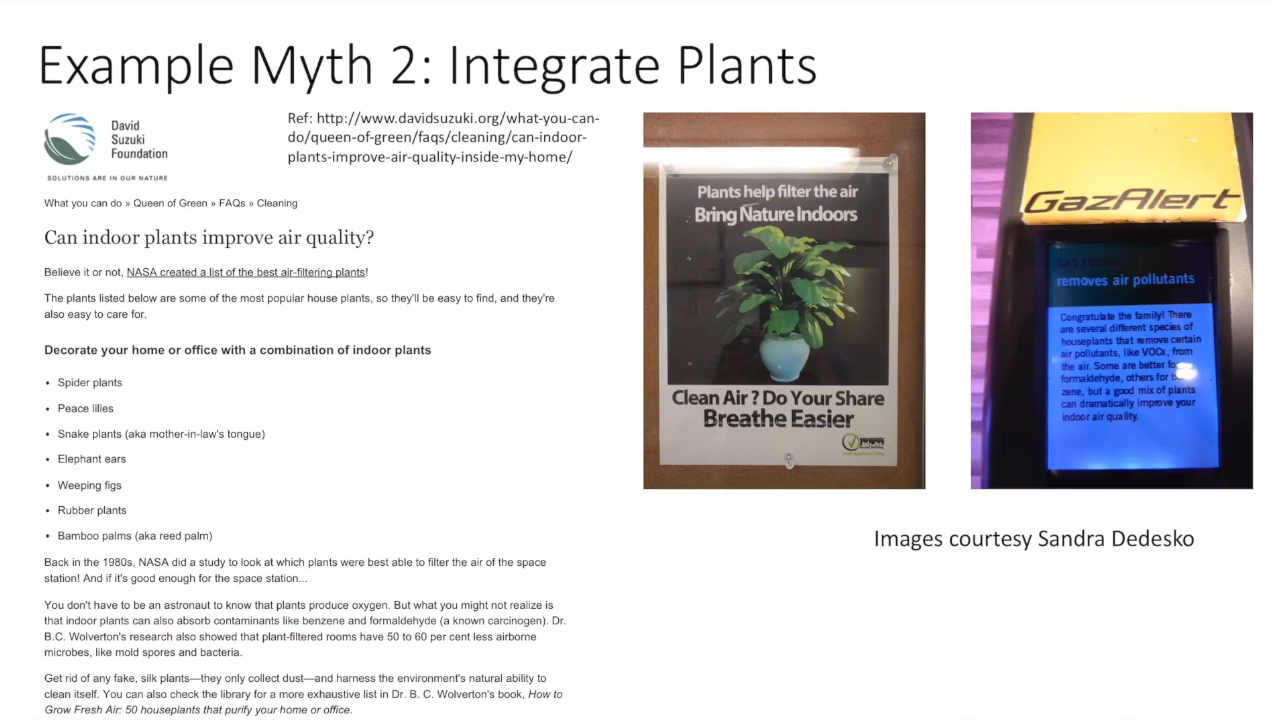 Example Myth 2: Integrate Plants
David
Suzuki
Foundation
SOLUTIONS ARE IN OUR NATURE
Ref: http://www.davidsuzuki.org/what-you-can-
do/queen-of-green/faqs/cleaning/can-indoor-
plants-improve-air-quality-inside-my-home/
What you can do » Queen of Green » FAQs » Cleaning
Can indoor plants improve air quality?
Believe it or not, NASA created a list of the best air-filtering plants!
The plants listed below are some of the most popular house plants, so they'll be easy to find, and they're
also easy to care for.
Decorate your home or office with a combination of indoor plants
• Spider plants
• Peace lilies
• Snake plants (aka mother-in-law's tongue)
• Elephant ears
• Weeping figs
• Rubber plants
• Bamboo palms (aka reed palm)
Back in the 1980s, NASA did a study to look at which plants were best able to filter the air of the space
station! And if it's good enough for the space station...
You don't have to be an astronaut to know that plants produce oxygen. But what you might not realize is
that indoor plants can also absorb contaminants like benzene and formaldehyde (a known carcinogen). Dr.
B.C. Wolverton's research also showed that plant-filtered rooms have 50 to 60 per cent less airborne
microbes, like mold spores and bacteria.
Get rid of any fake, silk plants—they only collect dust—and harness the environment's natural ability to
clean itself. You can also check the library for a more exhaustive list in Dr. B. C. Wolverton's book, How to
Grow Fresh Air: 50 houseplants that purify your home or office.
Plants help filter the air
Bring Nature Indoors
Clean Air ? Do Your Share
Breathe Easier
GazAlert
GAS FOUND
removes air pollutants
Congratulate the family! There
are several different species of
houseplants that remove certain
air pollutants, like VOCs, from
the air. Some are better fo
formaldehyde, others for b
zene, but a good mix of plants
can dramatically improve your
indoor air quality.
Images courtesy Sandra Dedesko